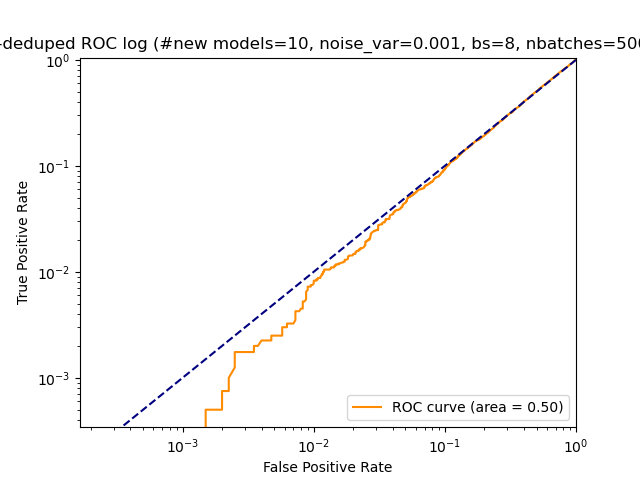 -deduped ROC log (#new models=10, noise_var=0.001, bs=8, nbatches=500
10⁰
10⁻¹
10⁻²
10⁻³
True Positive Rate
ROC curve (area = 0.50)
10⁻³
10⁻²
10⁻¹
10⁰
False Positive Rate